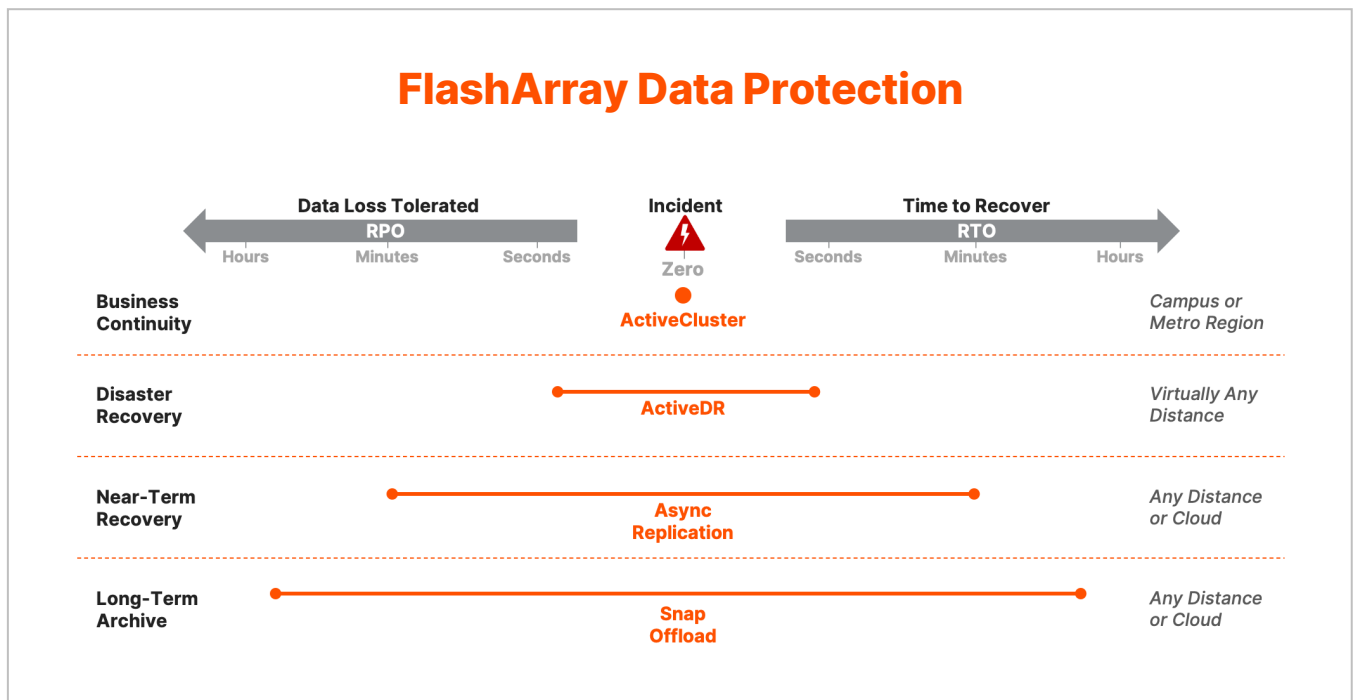 FlashArray Data Protection
Data Loss Tolerated
Incident
Time to Recover
RPO
RTO
Hours
Minutes
Seconds
Zero
Seconds
Minutes
Hours
Business
Continuity
ActiveCluster
Campus or
Metro Region
Disaster
Recovery
ActiveDR
Virtually Any
Distance
Near-Term
Recovery
Async
Replication
Any Distance
or Cloud
Long-Term
Archive
Snap
Offload
Any Distance
or Cloud